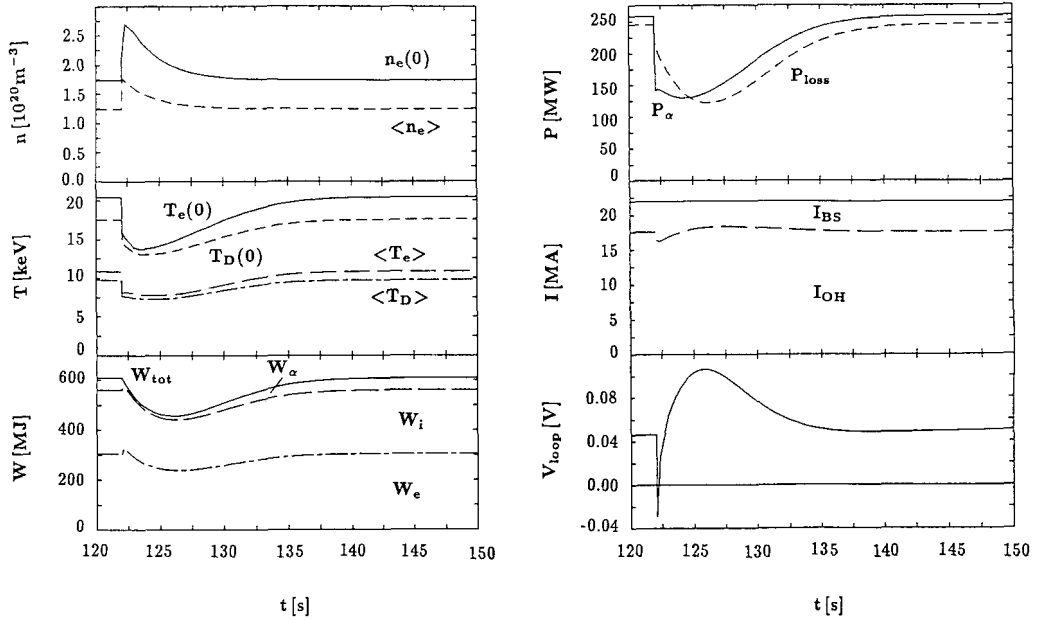 n [10^20 m^-3]
2.5
2.0
1.5
1.0
0.5
0.0
n_e(0)
<n_e>
T [keV]
20
15
10
5
0
T_e(0)
T_D(0)
<T_e>
<T_D>
W [MJ]
600
400
200
0
W_tot
W_α
W_i
W_e
120 125 130 135 140 145 150
t [s]
P [MW]
250
200
150
100
50
0
P_loss
P_α
I [MA]
20
15
10
5
0
I_BS
I_OH
V_loop [V]
0.08
0.04
0.00
-0.04
120 125 130 135 140 145 150
t [s]